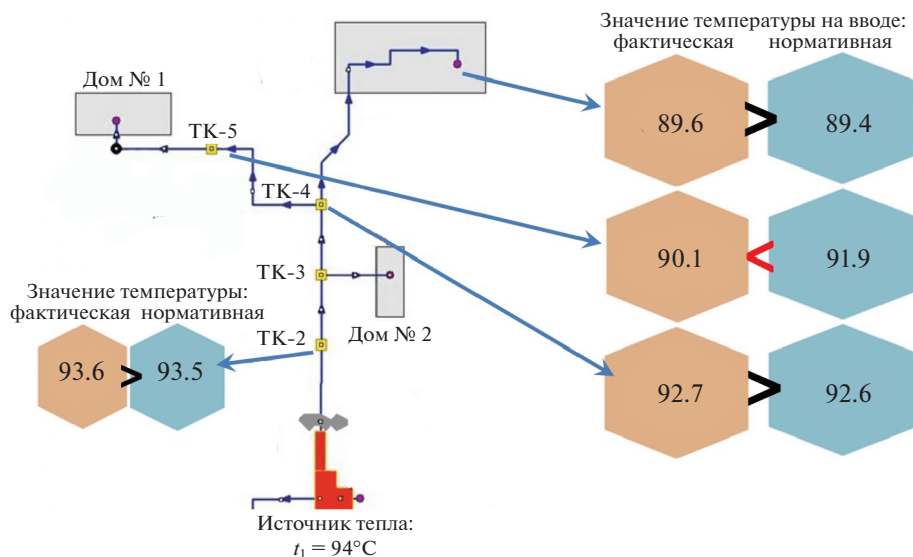 Значение температуры на вводе:
фактическая нормативная
Дом № 1
ТК-5
89.6 > 89.4
ТК-4
90.1 < 91.9
ТК-3
Значение температуры:
фактическая нормативная
Дом № 2
ТК-2
93.6 > 93.5
92.7 > 92.6
Источник тепла:
t₁ = 94°C